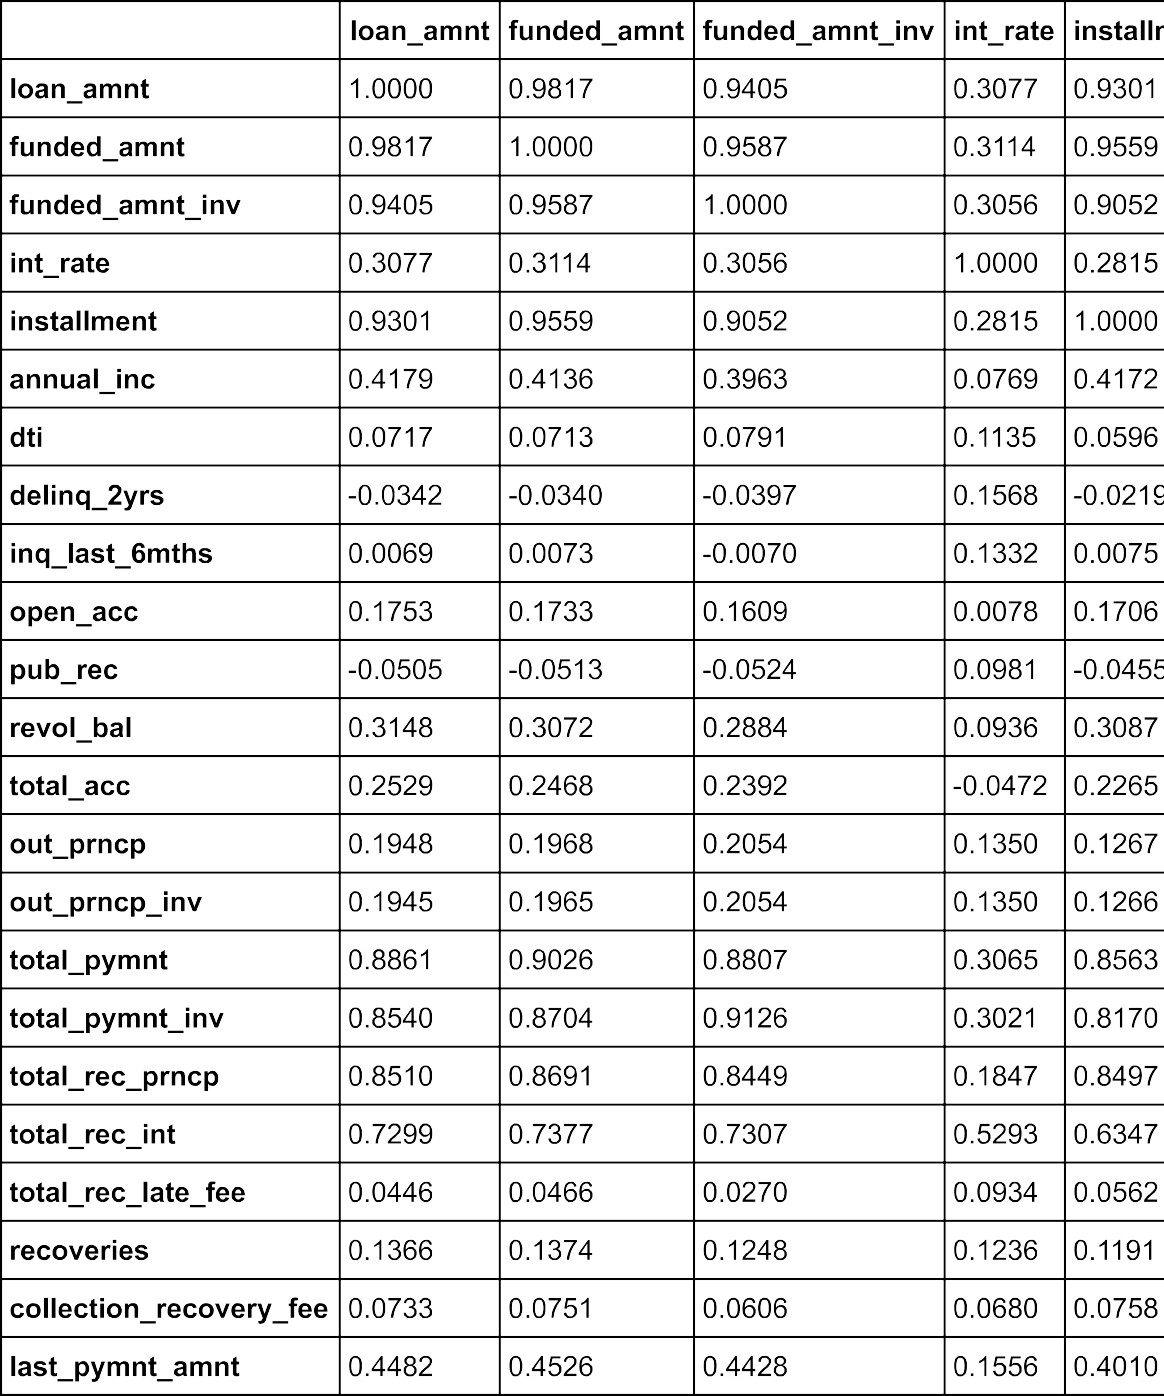 loan_amnt funded_amnt funded_amnt_inv int_rate
loan_amnt 1.0000 0.9817 0.9405 0.3077 0.9301
funded_amnt 0.9817 1.0000 0.9587 0.3114 0.9559
funded_amnt_inv 0.9405 0.9587 1.0000 0.3056 0.9052
int_rate 0.3077 0.3114 0.3056 1.0000 0.2815
installment 0.9301 0.9559 0.9052 0.2815 1.0000
annual_inc 0.4179 0.4136 0.3963 0.0769 0.4172
dti 0.0717 0.0713 0.0791 0.1135 0.0596
delinq_2yrs -0.0342 -0.0340 -0.0397 0.1568 -0.0219
inq_last_6mths 0.0069 0.0073 -0.0070 0.1332 0.0075
open_acc 0.1753 0.1733 0.1609 0.0078 0.1706
pub_rec -0.0505 -0.0513 -0.0524 0.0981 -0.0455
revol_bal 0.3148 0.3072 0.2884 0.0936 0.3087
total_acc 0.2529 0.2468 0.2392 -0.0472 0.2265
out_prncp 0.1948 0.1968 0.2054 0.1350 0.1267
out_prncp_inv 0.1945 0.1965 0.2054 0.1350 0.1266
total_pymnt 0.8861 0.9026 0.8807 0.3065 0.8563
total_pymnt_inv 0.8540 0.8704 0.9126 0.3021 0.8170
total_rec_prncp 0.8510 0.8691 0.8449 0.1847 0.8497
total_rec_int 0.7299 0.7377 0.7307 0.5293 0.6347
total_rec_late_fee 0.0446 0.0466 0.0270 0.0934 0.0562
recoveries 0.1366 0.1374 0.1248 0.1236 0.1191
collection_recovery_fee 0.0733 0.0751 0.0606 0.0680 0.0758
last_pymnt_amnt 0.4482 0.4526 0.4428 0.1556 0.4010